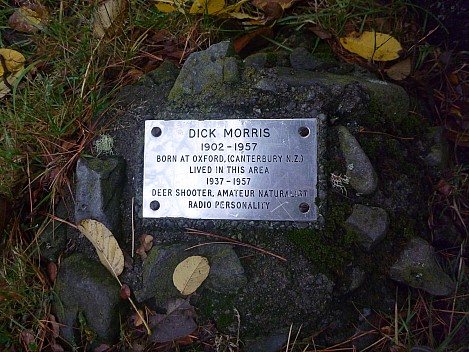 DICK MORRIS
1902 - 1957
BORN AT OXFORD, (CANTERBURY N.Z.)
LIVED IN THIS AREA
1937 - 1957
DEER SHOOTER, AMATEUR NATURALIST
RADIO PERSONALITY